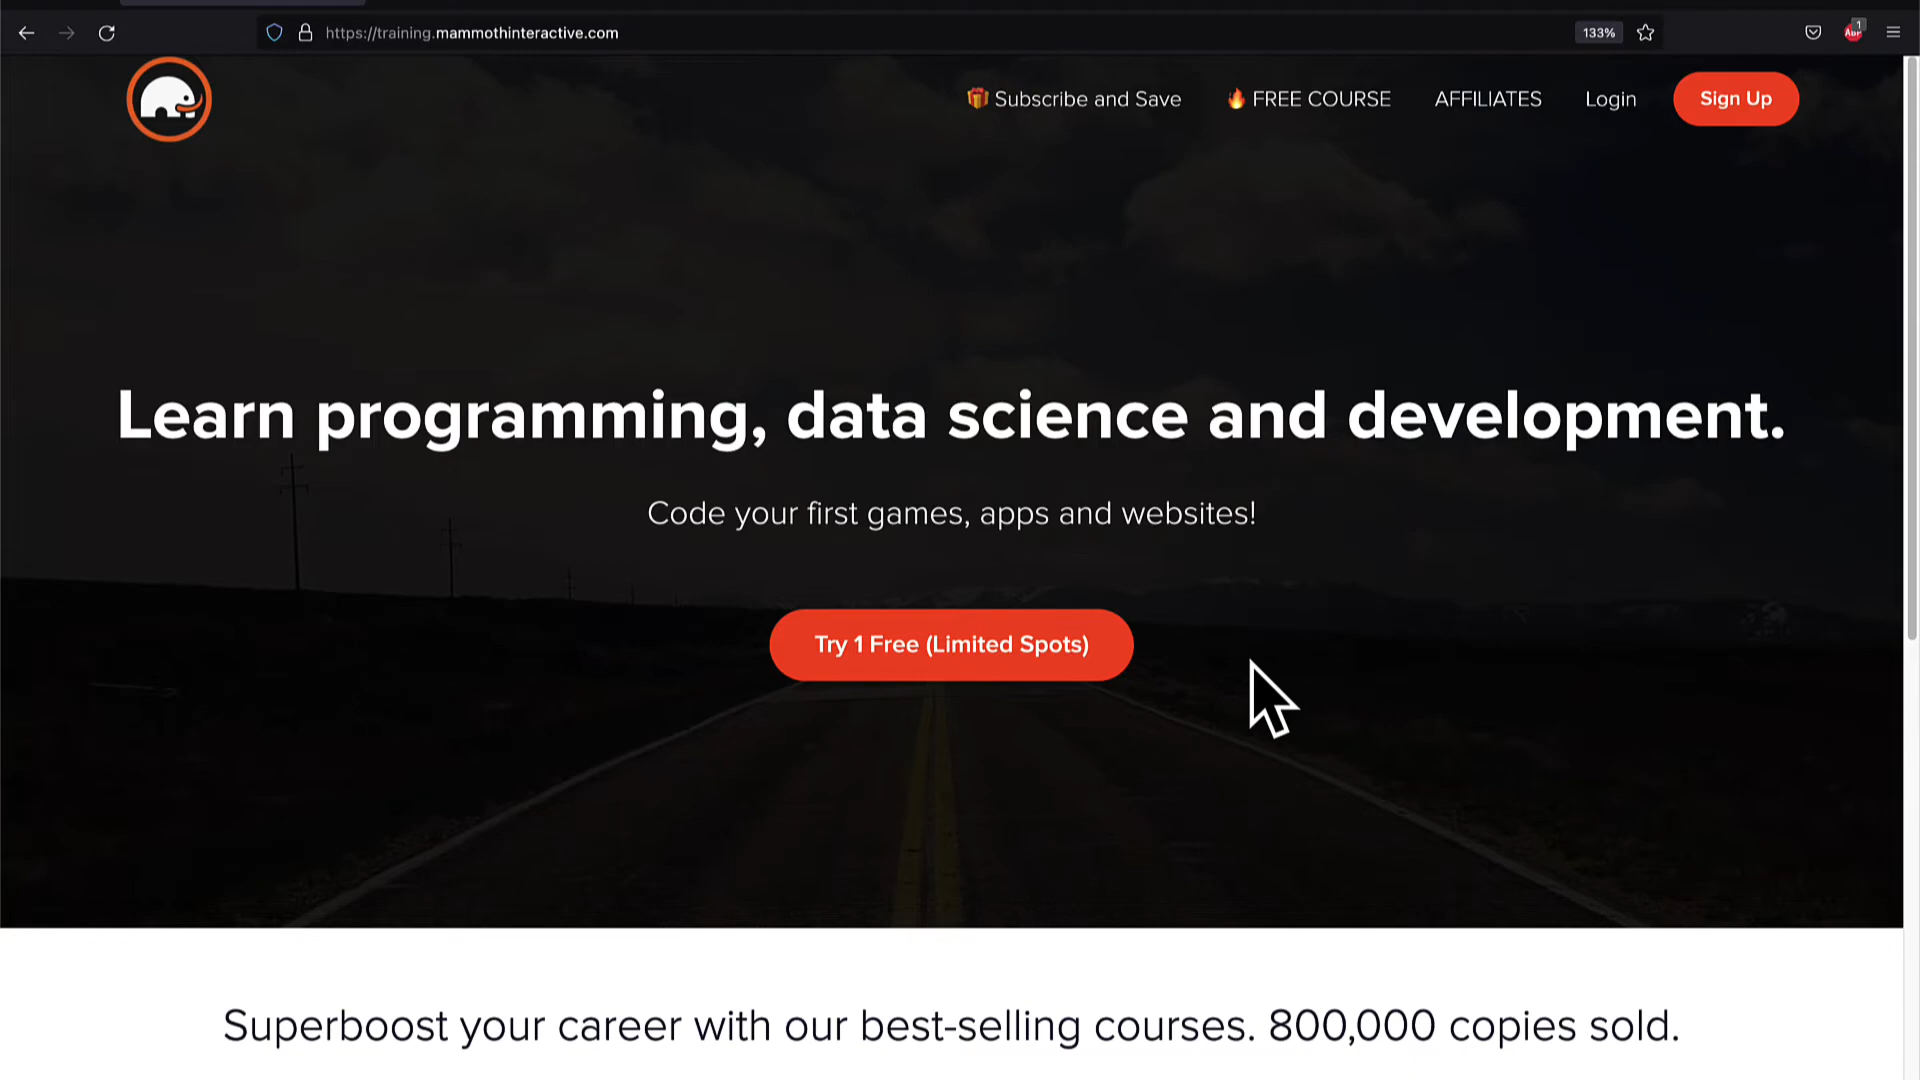 https://training.mammothinteractive.com
133%
1
ABP
🎁 Subscribe and Save
🔥 FREE COURSE
AFFILIATES
Login
Sign Up
Learn programming, data science and development.
Code your first games, apps and websites!
Try 1 Free (Limited Spots)
Superboost your career with our best-selling courses. 800,000 copies sold.